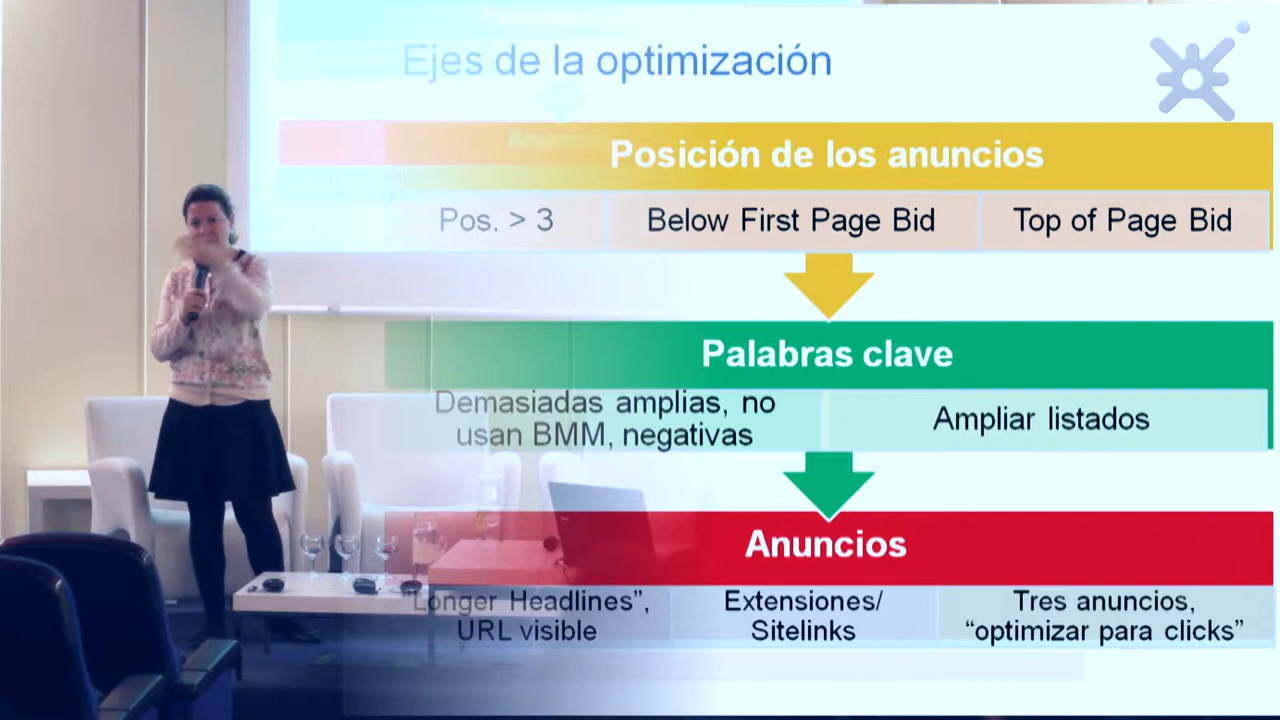 Ejes de la optimización
Posición de los anuncios
Pos. > 3
Below First Page Bid
Top of Page Bid
Palabras clave
Demasiadas amplias, no
usan BMM, negativas
Ampliar listados
Anuncios
“Longer Headlines”,
URL visible
Extensiones/
Sitelinks
Tres anuncios,
“optimizar para clicks”